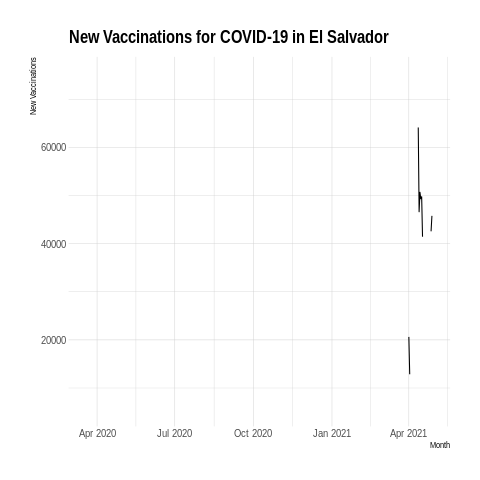 New Vaccinations for COVID-19 in El Salvador
New Vaccinations
60000
40000
20000
Apr 2020 Jul 2020 Oct 2020 Jan 2021 Apr 2021
Month